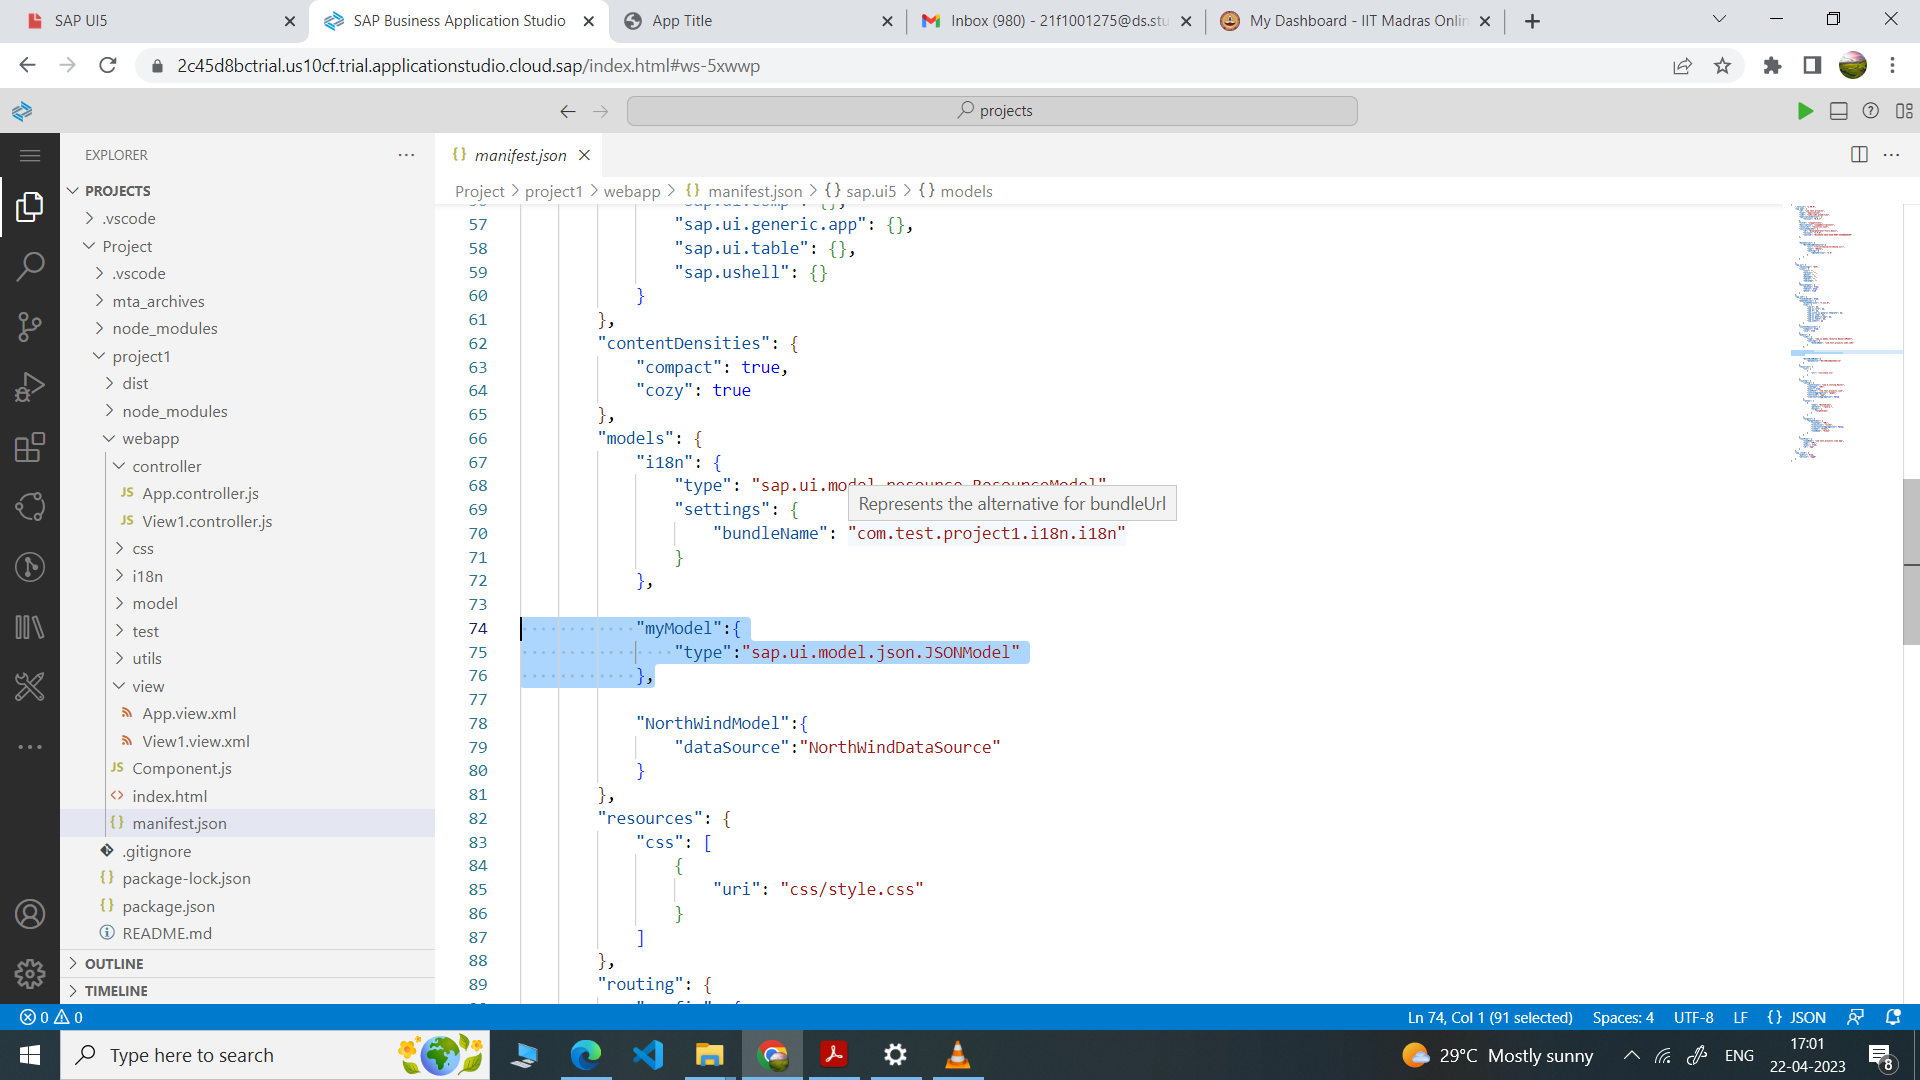 SAP UI5
SAP Business Application Studio
App Title
Inbox (980) - 21f1001275@ds.stu
My Dashboard - IIT Madras Onlin
2c45d8bctrial.us10cf.trial.applicationstudio.cloud.sap/index.html#ws-5xwwp
projects
EXPLORER
PROJECTS
.vscode
Project
.vscode
mta_archives
node_modules
project1
dist
node_modules
webapp
controller
JS App.controller.js
JS View1.controller.js
css
i18n
model
test
utils
view
App.view.xml
View1.view.xml
JS Component.js
<> index.html
{} manifest.json
.gitignore
{} package-lock.json
{} package.json
README.md
OUTLINE
TIMELINE
{} manifest.json
Project > project1 > webapp > {} manifest.json > {} sap.ui5 > {} models
57 "sap.ui.generic.app": {},
58 "sap.ui.table": {},
59 "sap.ushell": {}
60 }
61 },
62 "contentDensities": {
63 "compact": true,
64 "cozy": true
65 },
66 "models": {
67 "i18n": {
68 "type": "sap.ui.model.resource.ResourceModel"
Represents the alternative for bundleUrl
69 "settings": {
70 "bundleName": "com.test.project1.i18n.i18n"
71 }
72 },
73
74 "myModel":{
75 "type":"sap.ui.model.json.JSONModel"
76 },
77
78 "NorthWindModel":{
79 "dataSource":"NorthWindDataSource"
80 }
81 },
82 "resources": {
83 "css": [
84 {
85 "uri": "css/style.css"
86 }
87 ]
88 },
89 "routing": {
0 0
Ln 74, Col 1 (91 selected) Spaces: 4 UTF-8 LF {} JSON
Type here to search
29°C Mostly sunny
ENG
17:01
22-04-2023
8